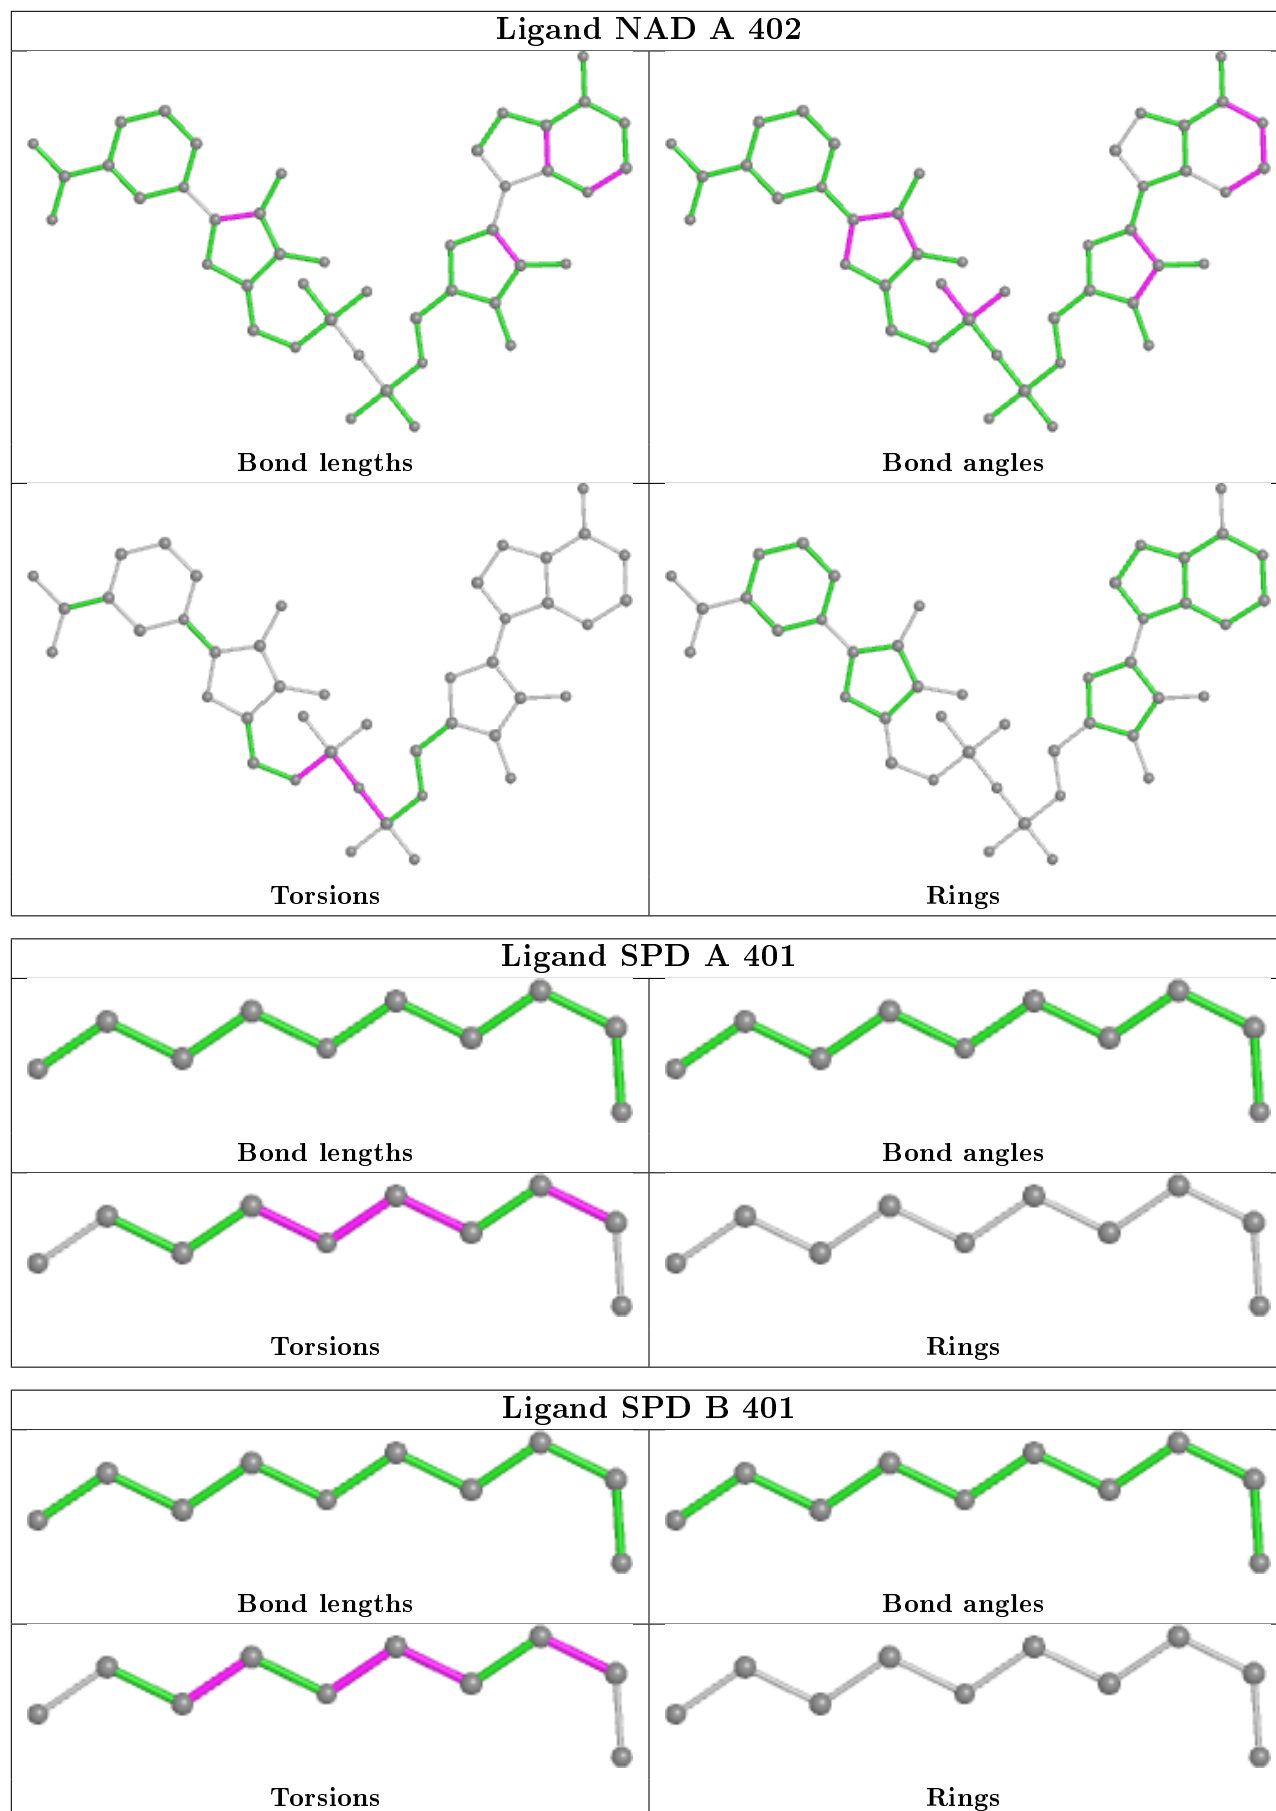 Ligand NAD A 402
Bond lengths
Bond angles
Torsions
Rings
Ligand SPD A 401
Bond lengths
Bond angles
Torsions
Rings
Ligand SPD B 401
Bond lengths
Bond angles
Torsions
Rings